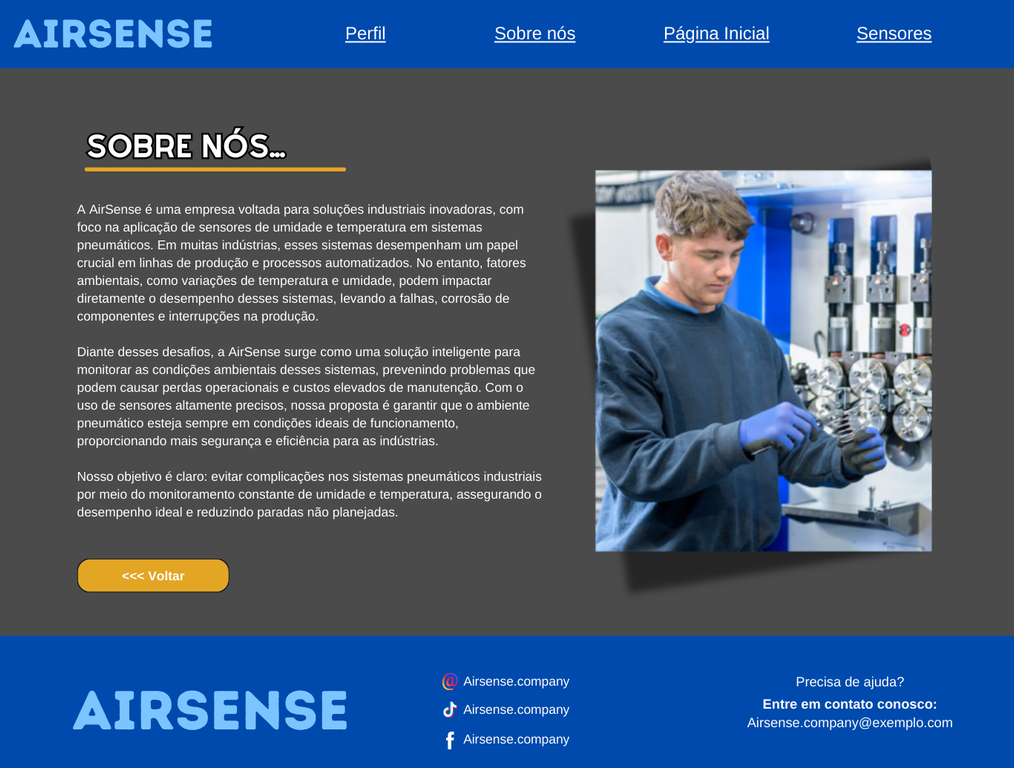 AIRSENSE
Perfil
Sobre nós
Página Inicial
Sensores
SOBRE NÓS...
A AirSense é uma empresa voltada para soluções industriais inovadoras, com
foco na aplicação de sensores de umidade e temperatura em sistemas
pneumáticos. Em muitas indústrias, esses sistemas desempenham um papel
crucial em linhas de produção e processos automatizados. No entanto, fatores
ambientais, como variações de temperatura e umidade, podem impactar
diretamente o desempenho desses sistemas, levando a falhas, corrosão de
componentes e interrupções na produção.
Diante desses desafios, a AirSense surge como uma solução inteligente para
monitorar as condições ambientais desses sistemas, prevenindo problemas que
podem causar perdas operacionais e custos elevados de manutenção. Com o
uso de sensores altamente precisos, nossa proposta é garantir que o ambiente
pneumático esteja sempre em condições ideais de funcionamento,
proporcionando mais segurança e eficiência para as indústrias.
Nosso objetivo é claro: evitar complicações nos sistemas pneumáticos industriais
por meio do monitoramento constante de umidade e temperatura, assegurando o
desempenho ideal e reduzindo paradas não planejadas.
<<< Voltar
AIRSENSE
@ Airsense.company
Airsense.company
Airsense.company
Precisa de ajuda?
Entre em contato conosco:
Airsense.company@exemplo.com